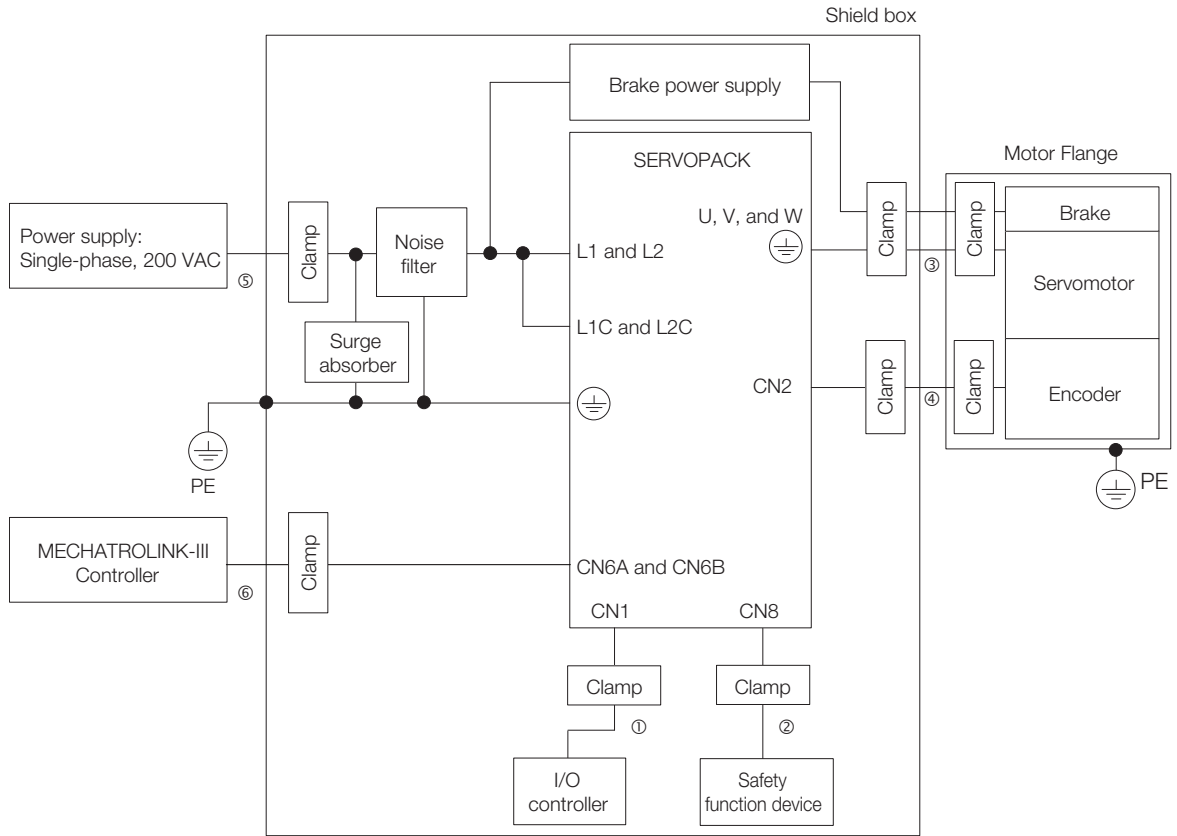 Shield box
Brake power supply
SERVOPACK
Motor Flange
U, V, and W
Clamp
Clamp
Brake
Power supply:
Single-phase, 200 VAC
⑤
Clamp
Noise
filter
L1 and L2
③
Servomotor
L1C and L2C
Surge
absorber
CN2
Clamp
④
Clamp
Encoder
PE
PE
MECHATROLINK-III
Controller
⑥
Clamp
CN6A and CN6B
CN1
CN8
Clamp
Clamp
①
②
I/O
controller
Safety
function device